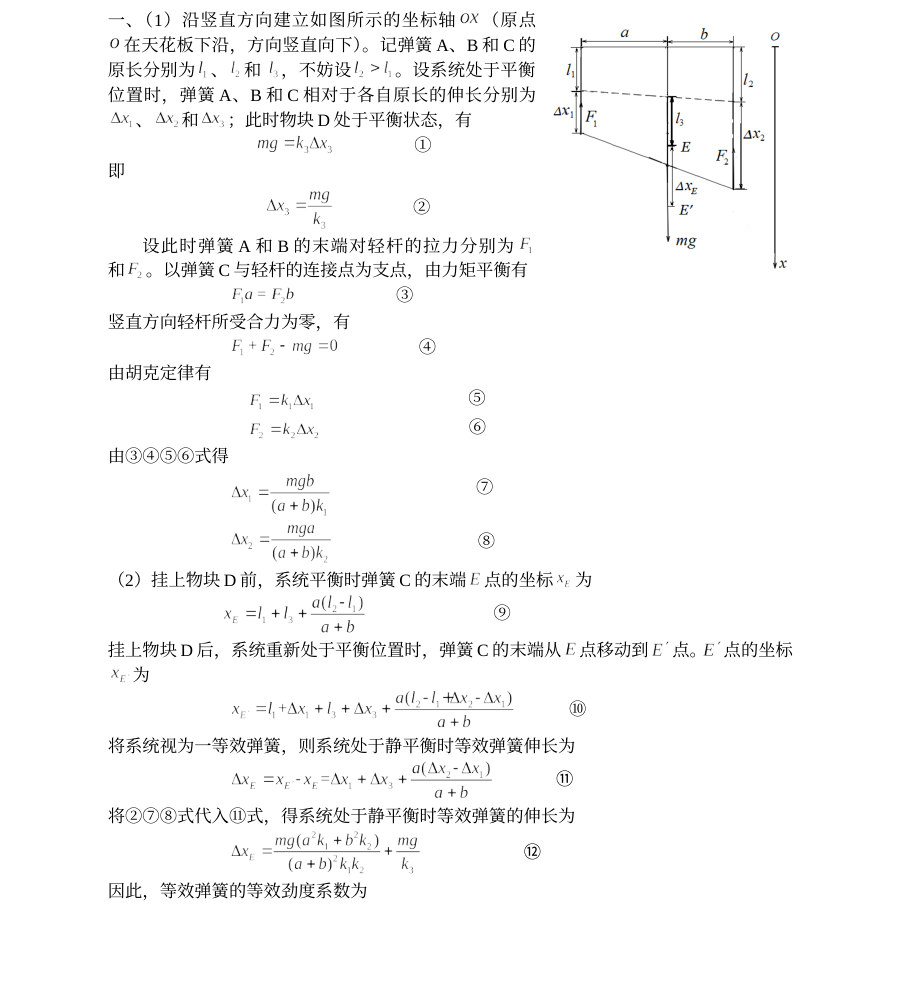 一、（1）沿竖直方向建立如图所示的坐标轴 OX（原点
O 在天花板下沿，方向竖直向下）。记弹簧 A、B 和 C 的
原长分别为 l₁、l₂ 和 l₃，不妨设 l₂ > l₁。设系统处于平衡
位置时，弹簧 A、B 和 C 相对于各自原长的伸长分别为
Δx₁、Δx₂ 和 Δx₃；此时物块 D 处于平衡状态，有
mg = k₃Δx₃ ①
即
Δx₃ = mg/k₃ ②
设此时弹簧 A 和 B 的末端对轻杆的拉力分别为 F₁
和 F₂。以弹簧 C 与轻杆的连接点为支点，由力矩平衡有
F₁a = F₂b ③
竖直方向轻杆所受合力为零，有
F₁ + F₂ - mg = 0 ④
由胡克定律有
F₁ = k₁Δx₁ ⑤
F₂ = k₂Δx₂ ⑥
由③④⑤⑥式得
Δx₁ = mgb/((a + b)k₁) ⑦
Δx₂ = mga/((a + b)k₂) ⑧
（2）挂上物块 D 前，系统平衡时弹簧 C 的末端 E 点的坐标 x_E 为
x_E = l₁ + l₃ + a(l₂ - l₁)/(a + b) ⑨
挂上物块 D 后，系统重新处于平衡位置时，弹簧 C 的末端从 E 点移动到 E′ 点。E′ 点的坐标
x_E′ 为
x_E′ = l₁ + Δx₁ + l₃ + Δx₃ + a(l₂ - l₁ + Δx₂ - Δx₁)/(a + b) ⑩
将系统视为一等效弹簧，则系统处于静平衡时等效弹簧伸长为
Δx_E = x_E′ - x_E = Δx₁ + Δx₃ + a(Δx₂ - Δx₁)/(a + b) ⑪
将②⑦⑧式代入⑪式，得系统处于静平衡时等效弹簧的伸长为
Δx_E = mg(a²k₁ + b²k₂)/((a + b)²k₁k₂) + mg/k₃ ⑫
因此，等效弹簧的等效劲度系数为
a
b
O
l₁
l₂
Δx₁
F₁
l₃
E
F₂
Δx₂
Δx_E
E′
mg
x